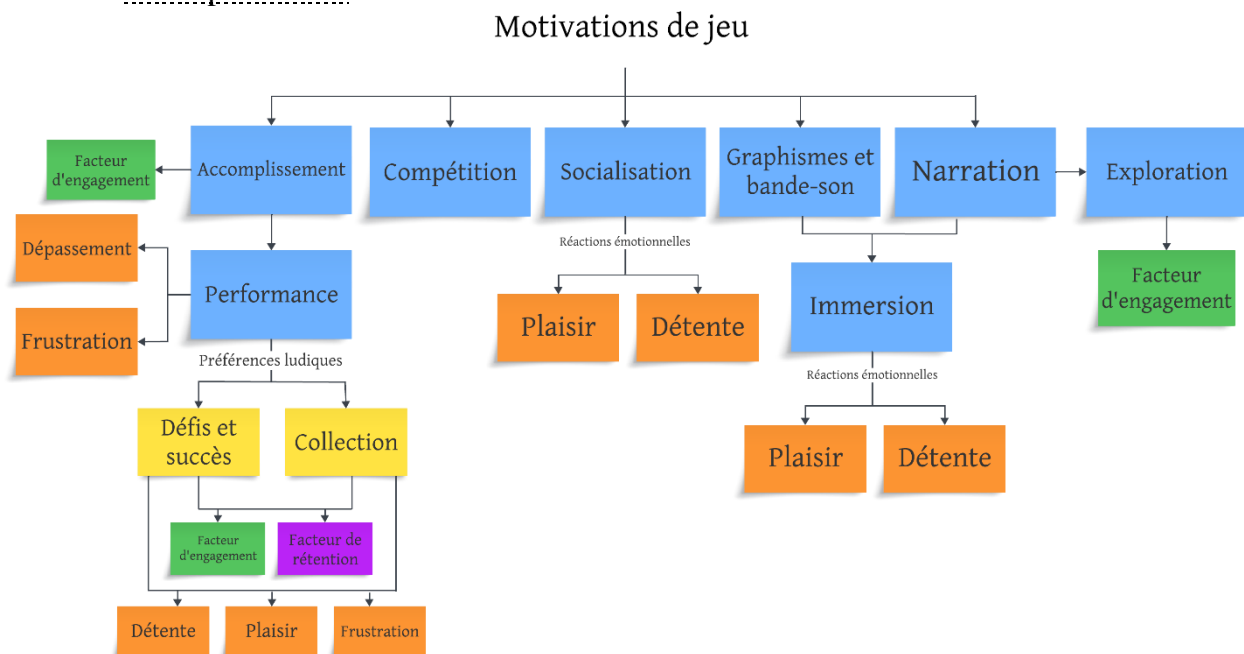 Motivations de jeu
Facteur
d'engagement
Accomplissement
Compétition
Socialisation
Graphismes et
bande-son
Narration
Exploration
Dépassement
Réactions émotionnelles
Performance
Immersion
Facteur
d'engagement
Frustration
Plaisir
Détente
Préférences ludiques
Réactions émotionnelles
Défis et
succès
Collection
Plaisir
Détente
Facteur
d'engagement
Facteur de
rétention
Détente
Plaisir
Frustration